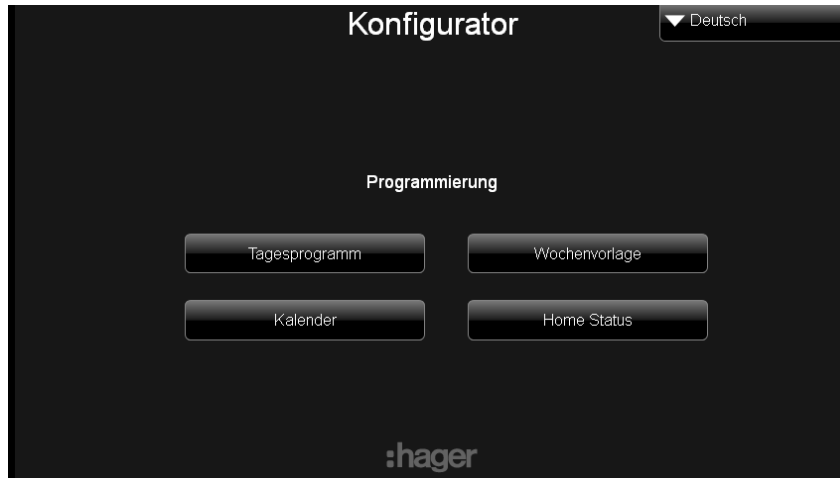 Konfigurator
Deutsch
Programmierung
Tagesprogramm
Wochenvorlage
Kalender
Home Status
:hager